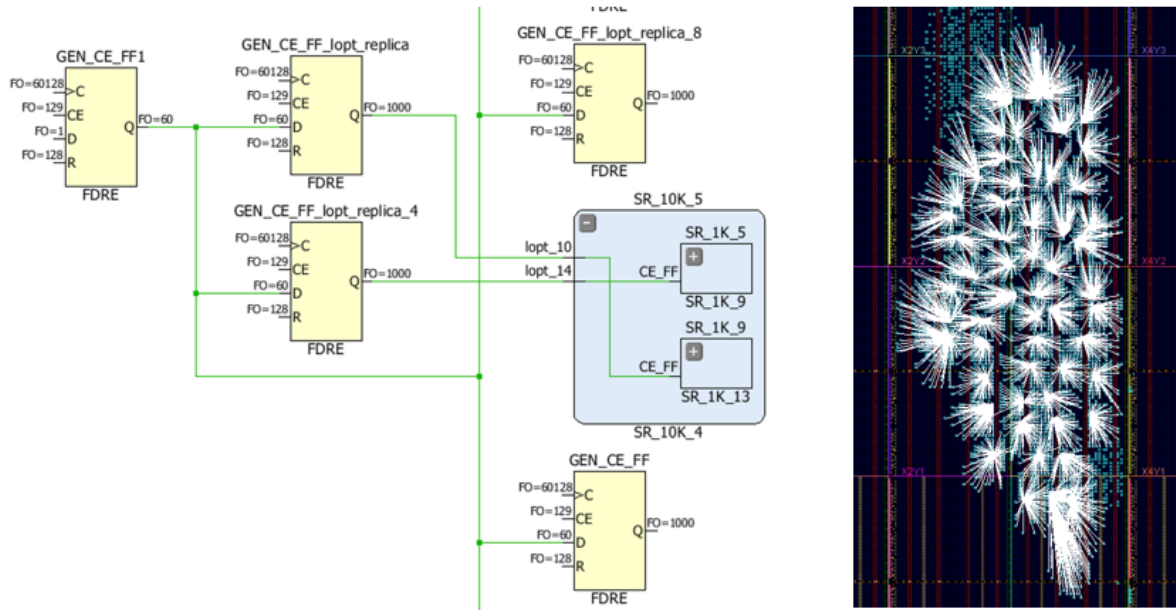 FF
FDRE
GEN_CE_FF1
FO=60128
C
FO=129
CE
FO=1
D
FO=128
R
Q
FO=60
FDRE
GEN_CE_FF_lopt_replica
FO=60128
C
FO=129
CE
FO=60
D
FO=128
R
Q
FO=1000
FDRE
GEN_CE_FF_lopt_replica_8
FO=60128
C
FO=129
CE
FO=60
D
FO=128
R
Q
FO=1000
FDRE
GEN_CE_FF_lopt_replica_4
FO=60128
C
FO=129
CE
FO=60
D
FO=128
R
Q
FO=1000
FDRE
SR_10K_5
lopt_10
lopt_14
SR_1K_5
CE_FF
SR_1K_9
SR_1K_9
CE_FF
SR_1K_13
SR_10K_4
GEN_CE_FF
FO=60128
C
FO=129
CE
FO=60
D
FO=128
R
Q
FO=1000
FDRE
X2Y3
X4Y3
X2Y2
X4Y2
X2Y1
X4Y1